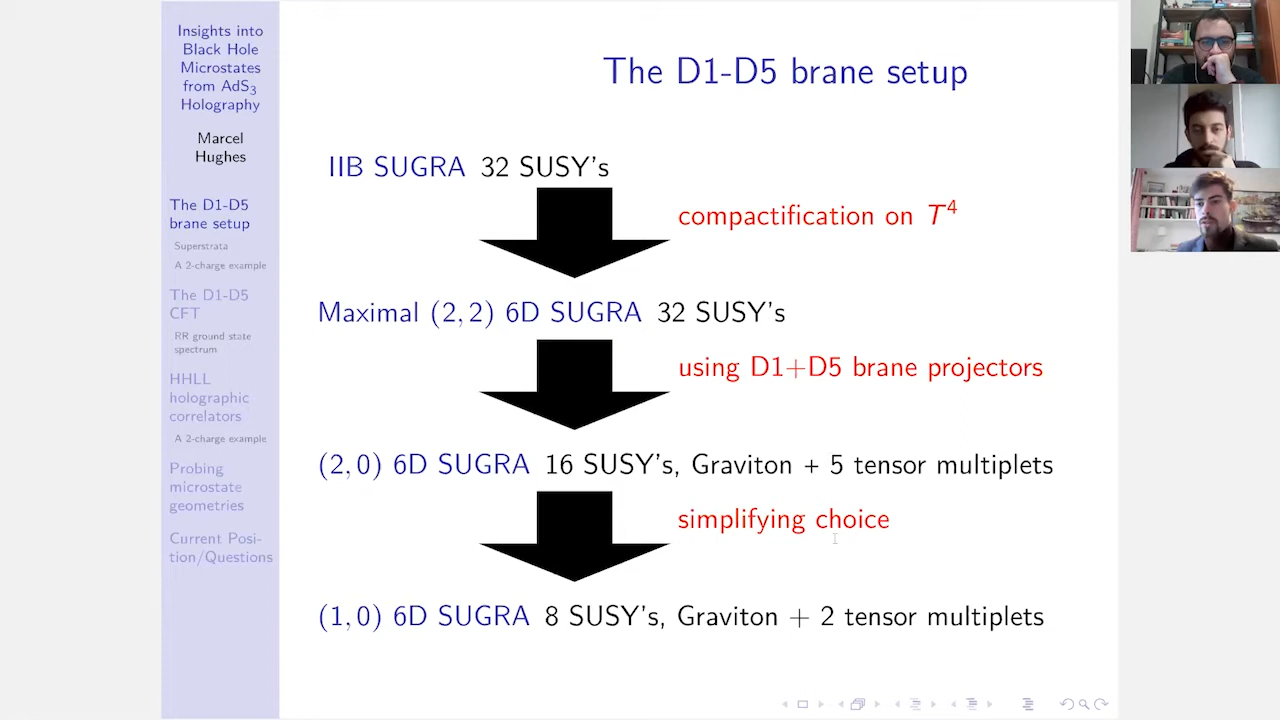 Insights into
Black Hole
Microstates
from AdS₃
Holography
Marcel
Hughes
The D1-D5
brane setup
Superstrata
A 2-charge example
The D1-D5
CFT
RR ground state
spectrum
HHLL
holographic
correlators
A 2-charge example
Probing
microstate
geometries
Current Posi-
tion/Questions
The D1-D5 brane setup
IIB SUGRA 32 SUSY's
compactification on T⁴
Maximal (2, 2) 6D SUGRA 32 SUSY's
using D1+D5 brane projectors
(2, 0) 6D SUGRA 16 SUSY's, Graviton + 5 tensor multiplets
simplifying choice
(1, 0) 6D SUGRA 8 SUSY's, Graviton + 2 tensor multiplets